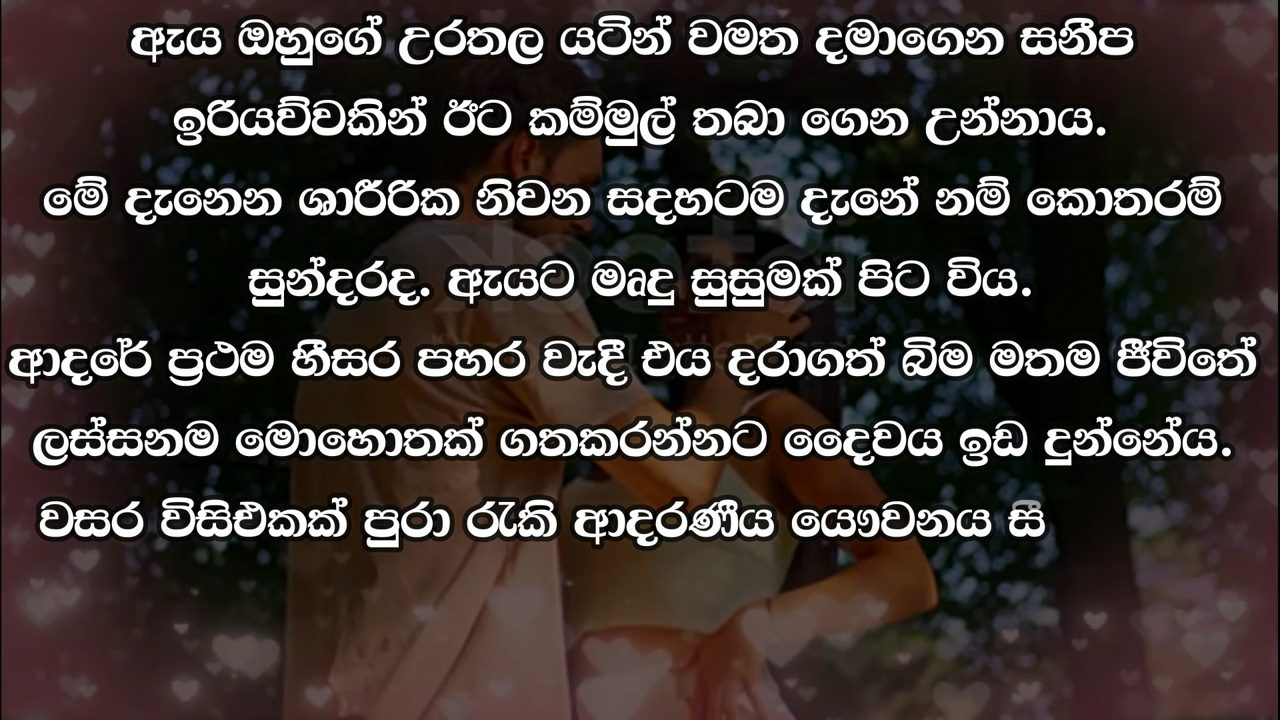 ඇය ඔහුගේ උරතල යටින් වමත දමාගෙන සනීප
ඉරියව්වකින් ඊට කම්මුල් තබා ගෙන උන්නාය.
මේ දැනෙන ශාරීරික නිවන සදහටම දැනේ නම් කොතරම්
සුන්දරද. ඇයට මෘදු සුසුමක් පිට විය.
ආදරේ ප්‍රථම හීසර පහර වැදී එය දරාගත් බිම මතම ජීවිතේ
ලස්සනම මොහොතක් ගතකරන්නට දෛවය ඉඩ දුන්නේය.
වසර විසිඑකක් පුරා රැකි ආදරණීය යෞවනය සී